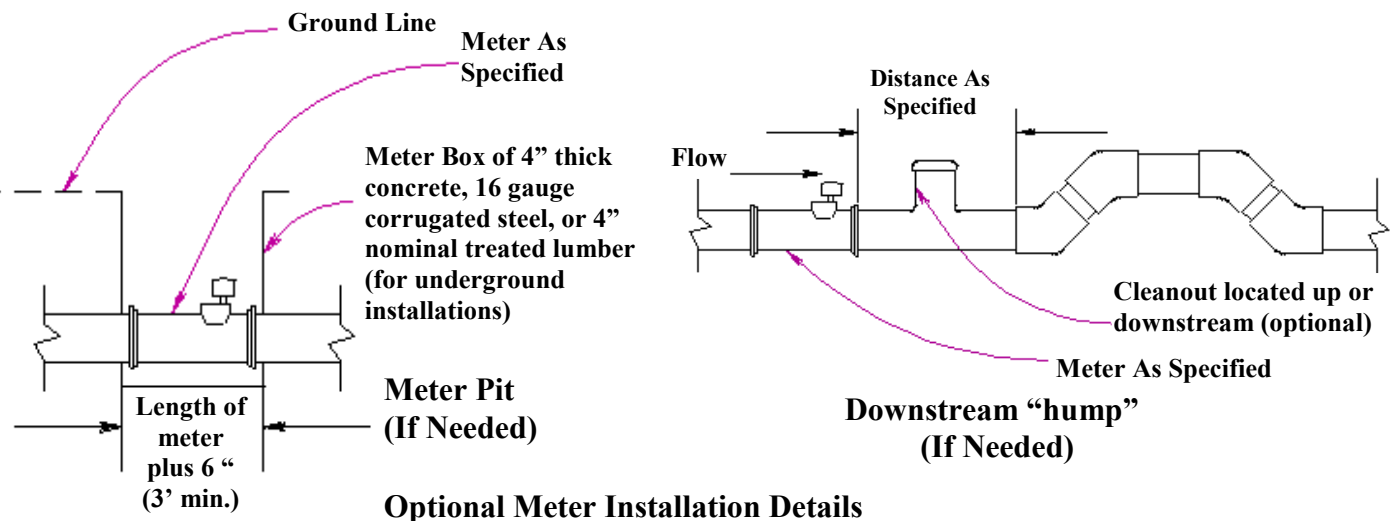 Ground Line
Meter As
Specified
Meter Box of 4” thick
concrete, 16 gauge
corrugated steel, or 4”
nominal treated lumber
(for underground
installations)
Meter Pit
(If Needed)
Length of
meter
plus 6 “
(3’ min.)
Distance As
Specified
Flow
Cleanout located up or
downstream (optional)
Meter As Specified
Downstream “hump”
(If Needed)
Optional Meter Installation Details